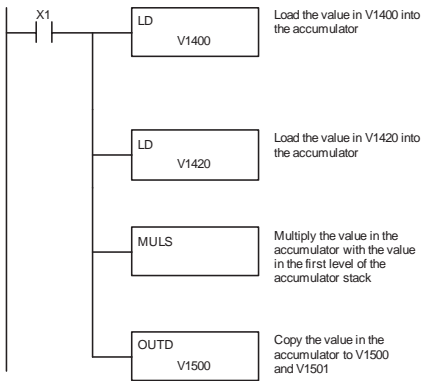 X1
LD
V1400
Load the value in V1400 into
the accumulator
LD
V1420
Load the value in V1420 into
the accumulator
MULS
Multiply the value in the
accumulator with the value
in the first level of the
accumulator stack
OUTD
V1500
Copy the value in the
accumulator to V1500
and V1501